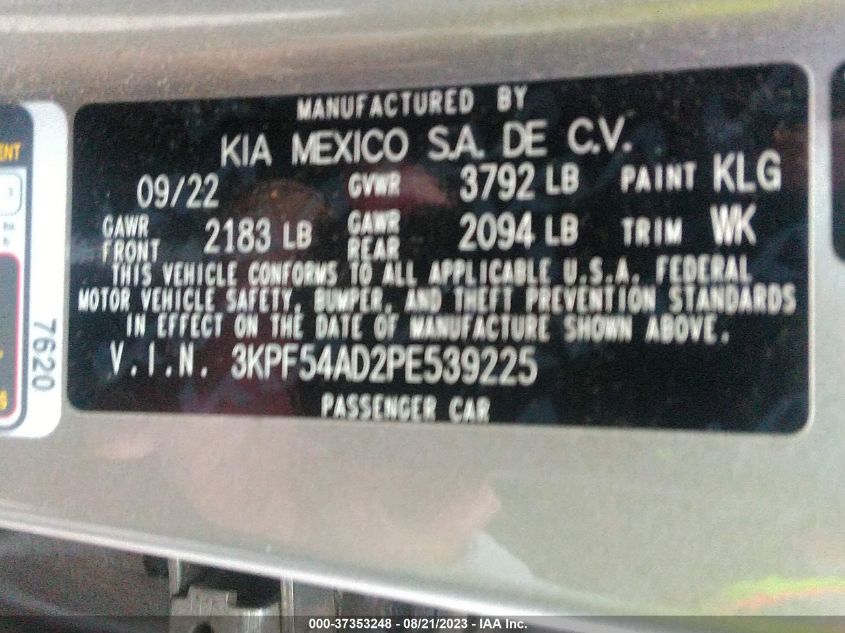 MANUFACTURED BY
KIA MEXICO S.A. DE C.V.
09/22 GVWR 3792 LB PAINT KLG
GAWR FRONT 2183 LB GAWR REAR 2094 LB TRIM WK
THIS VEHICLE CONFORMS TO ALL APPLICABLE U.S.A. FEDERAL
MOTOR VEHICLE SAFETY, BUMPER, AND THEFT PREVENTION STANDARDS
IN EFFECT ON THE DATE OF MANUFACTURE SHOWN ABOVE.
V.I.N. 3KPF54AD2PE539225
PASSENGER CAR
7620
000-37353248 - 08/21/2023 - IAA Inc.